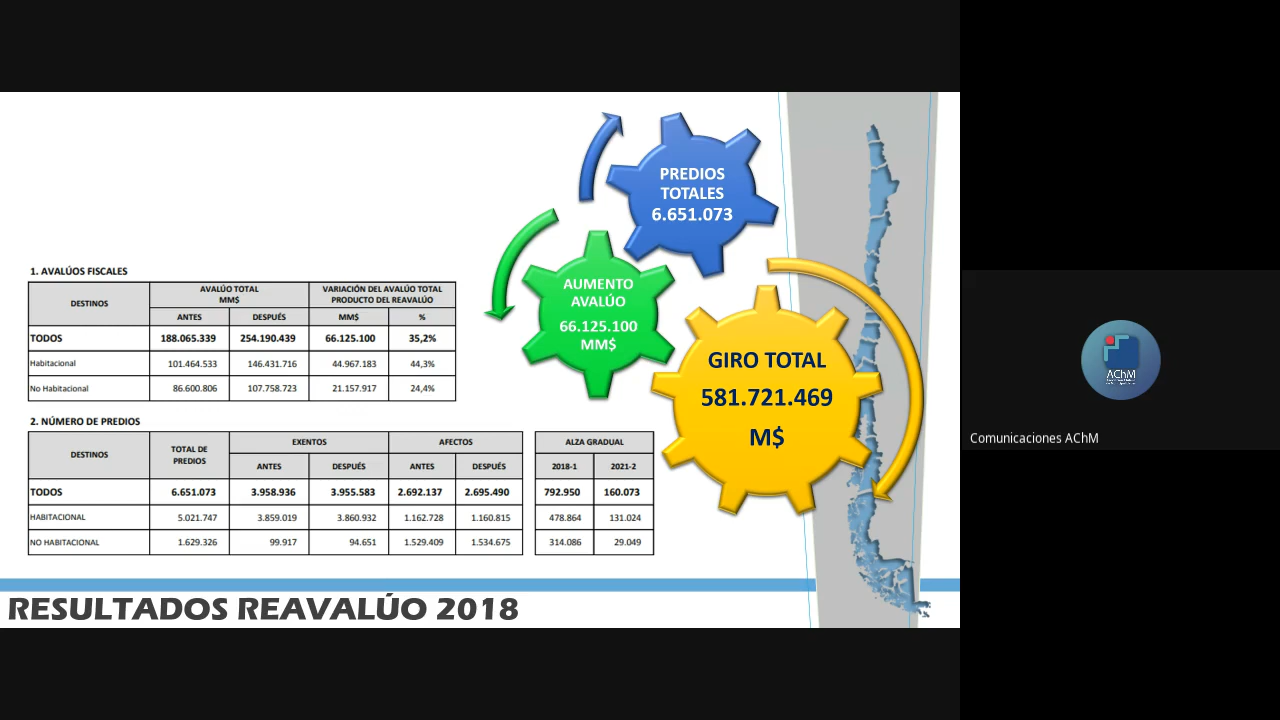 PREDIOS
TOTALES
6.651.073
AUMENTO
AVALÚO
66.125.100
MM$
GIRO TOTAL
581.721.469
M$
1. AVALÚOS FISCALES
DESTINOS
AVALÚO TOTAL
MM$
VARIACIÓN DEL AVALÚO TOTAL
PRODUCTO DEL REAVALÚO
ANTES DESPUÉS MM$ %
TODOS 188.065.339 254.190.439 66.125.100 35,2%
Habitacional 101.464.533 146.431.716 44.967.183 44,3%
No Habitacional 86.600.806 107.758.723 21.157.917 24,4%
2. NÚMERO DE PREDIOS
DESTINOS
TOTAL DE
PREDIOS
EXENTOS AFECTOS ALZA GRADUAL
ANTES DESPUÉS ANTES DESPUÉS 2018-1 2021-2
TODOS 6.651.073 3.958.936 3.955.583 2.692.137 2.695.490 792.950 160.073
HABITACIONAL 5.021.747 3.859.019 3.860.932 1.162.728 1.160.815 478.864 131.024
NO HABITACIONAL 1.629.326 99.917 94.651 1.529.409 1.534.675 314.086 29.049
RESULTADOS REAVALÚO 2018
AChM
Comunicaciones AChM